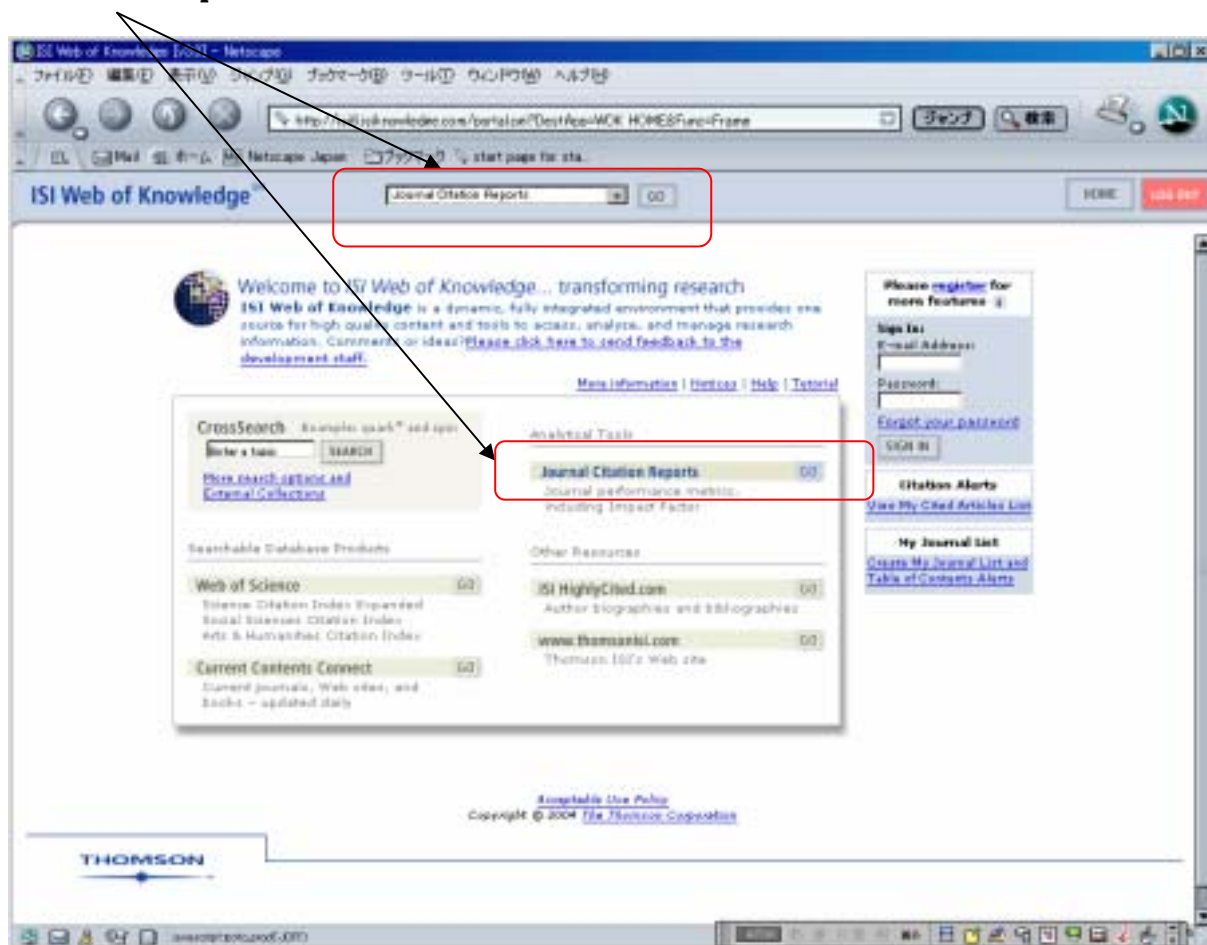 ISI Web of Knowledge - Netscape
ファイル(F) 編集(E) 表示(V) ジャンプ(G) ブックマーク(B) ツール(T) ウィンドウ(W) ヘルプ(H)
ジャンプ 検索
Mail ホーム Netscape Japan ブックマーク start page for sta...
ISI Web of Knowledge
Journal Citation Reports GO
HOME LOG OUT
Welcome to ISI Web of Knowledge... transforming research
ISI Web of Knowledge is a dynamic, fully integrated environment that provides one
source for high quality content and tools to access, analyze, and manage research
information. Comments or ideas? Please click here to send feedback to the
development staff.
More information | Notices | Help | Tutorial
Please register for
more features
Sign In:
E-mail Address:
Password:
Forgot your password
SIGN IN
Citation Alerts
View My Cited Articles List
My Journal List
Create My Journal List and
Table of Contents Alerts
CrossSearch Example: quark* and spin
Enter a topic SEARCH
More search options and
External Collections
Analytical Tools
Journal Citation Reports GO
Journal performance metrics,
including Impact Factor
Searchable Database Products
Web of Science GO
Science Citation Index Expanded
Social Sciences Citation Index
Arts & Humanities Citation Index
Current Contents Connect GO
Current journals, Web sites, and
books - updated daily
Other Resources
ISI HighlyCited.com GO
Author biographies and bibliographies
www.thomsonisi.com GO
Thomson ISI's Web site
Acceptable Use Policy
Copyright © 2004 The Thomson Corporation
THOMSON